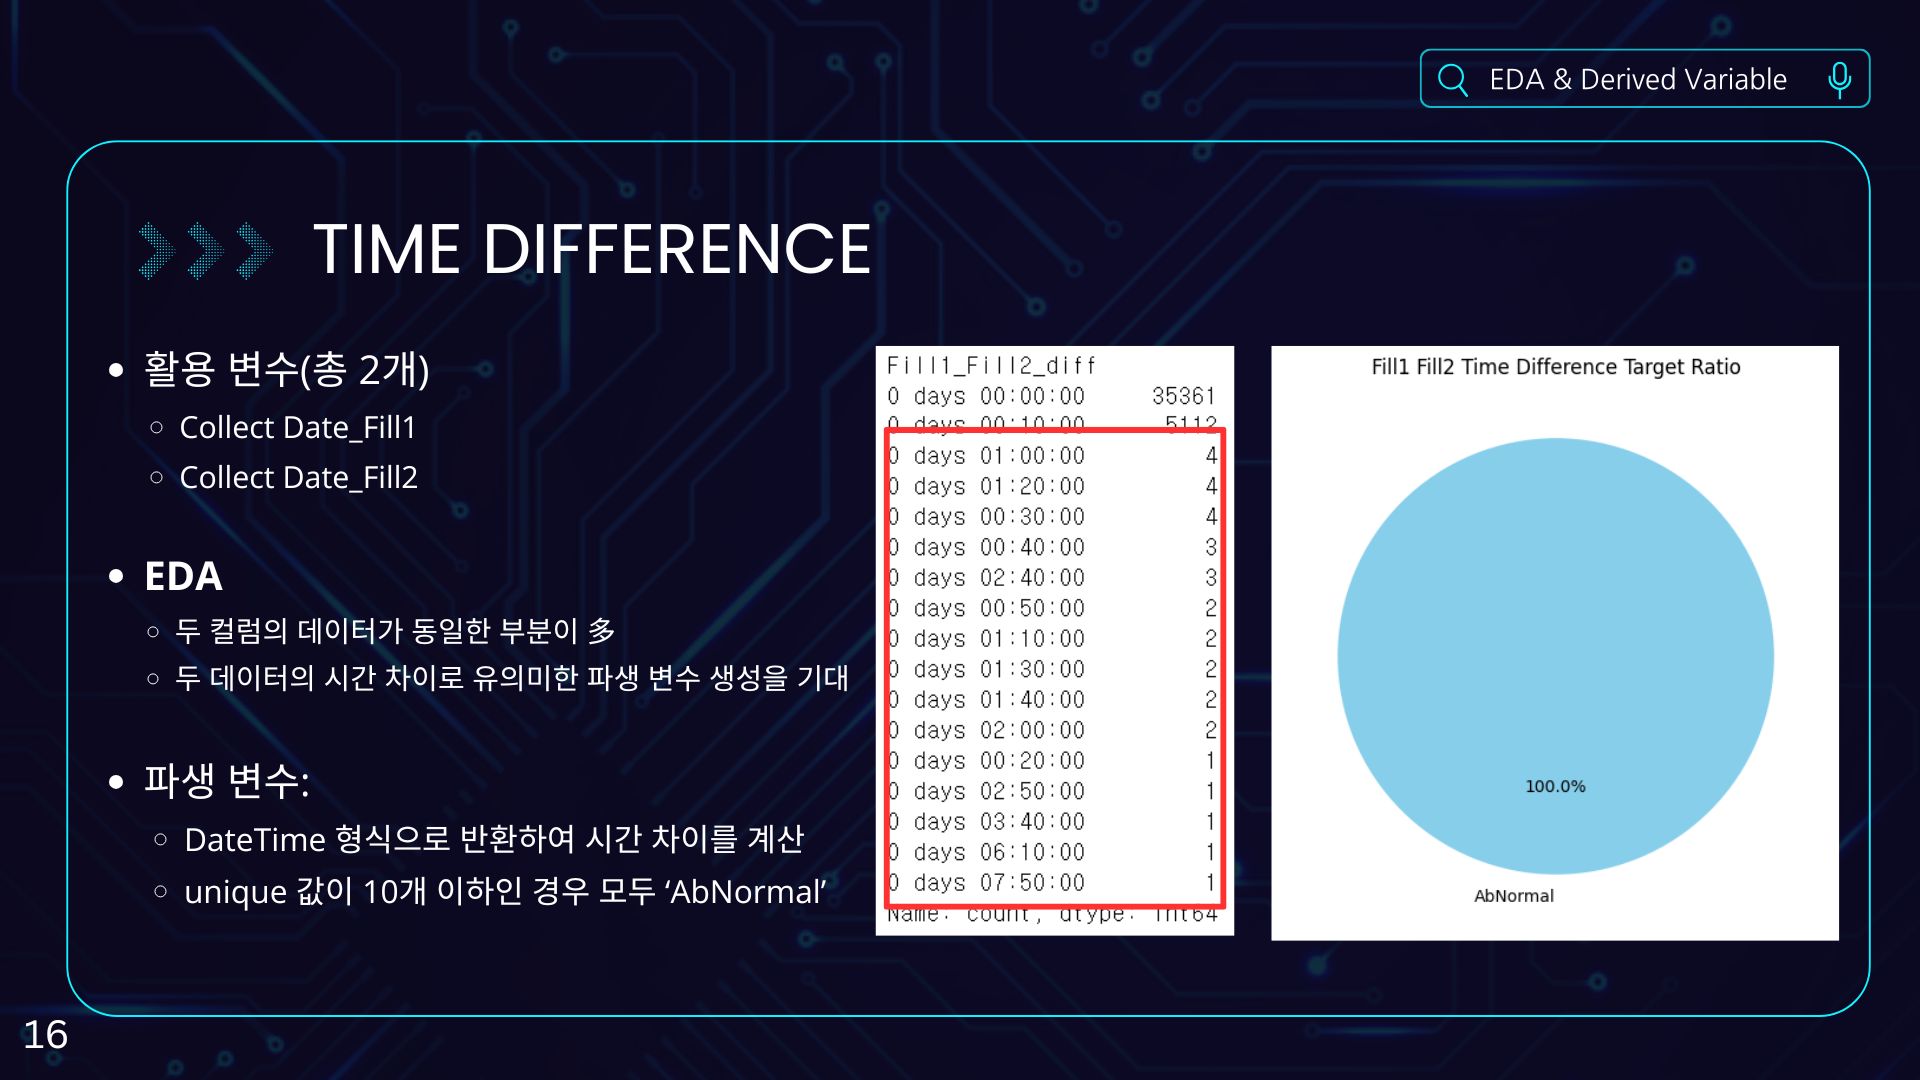 EDA & Derived Variable
TIME DIFFERENCE
• 활용 변수(총 2개)
○ Collect Date_Fill1
○ Collect Date_Fill2
• EDA
○ 두 컬럼의 데이터가 동일한 부분이 多
○ 두 데이터의 시간 차이로 유의미한 파생 변수 생성을 기대
• 파생 변수:
○ DateTime 형식으로 반환하여 시간 차이를 계산
○ unique 값이 10개 이하인 경우 모두 ‘AbNormal’
Fill1_Fill2_diff
0 days 00:00:00 35361
0 days 00:10:00 5112
0 days 01:00:00 4
0 days 01:20:00 4
0 days 00:30:00 4
0 days 00:40:00 3
0 days 02:40:00 3
0 days 00:50:00 2
0 days 01:10:00 2
0 days 01:30:00 2
0 days 01:40:00 2
0 days 02:00:00 2
0 days 00:20:00 1
0 days 02:50:00 1
0 days 03:40:00 1
0 days 06:10:00 1
0 days 07:50:00 1
Name: count, dtype: int64
Fill1 Fill2 Time Difference Target Ratio
100.0%
AbNormal
16